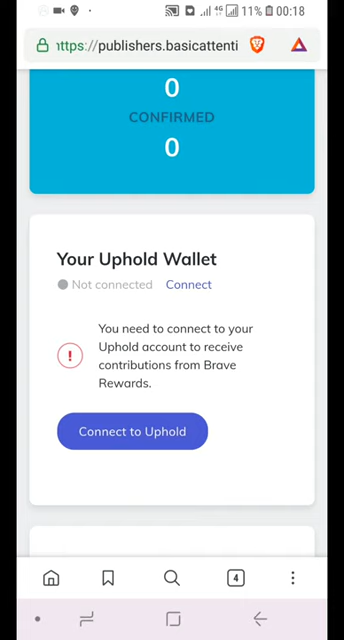 4G 11% 00:18
https://publishers.basicattenti
0
CONFIRMED
0
Your Uphold Wallet
Not connected Connect
You need to connect to your
Uphold account to receive
contributions from Brave
Rewards.
Connect to Uphold
4